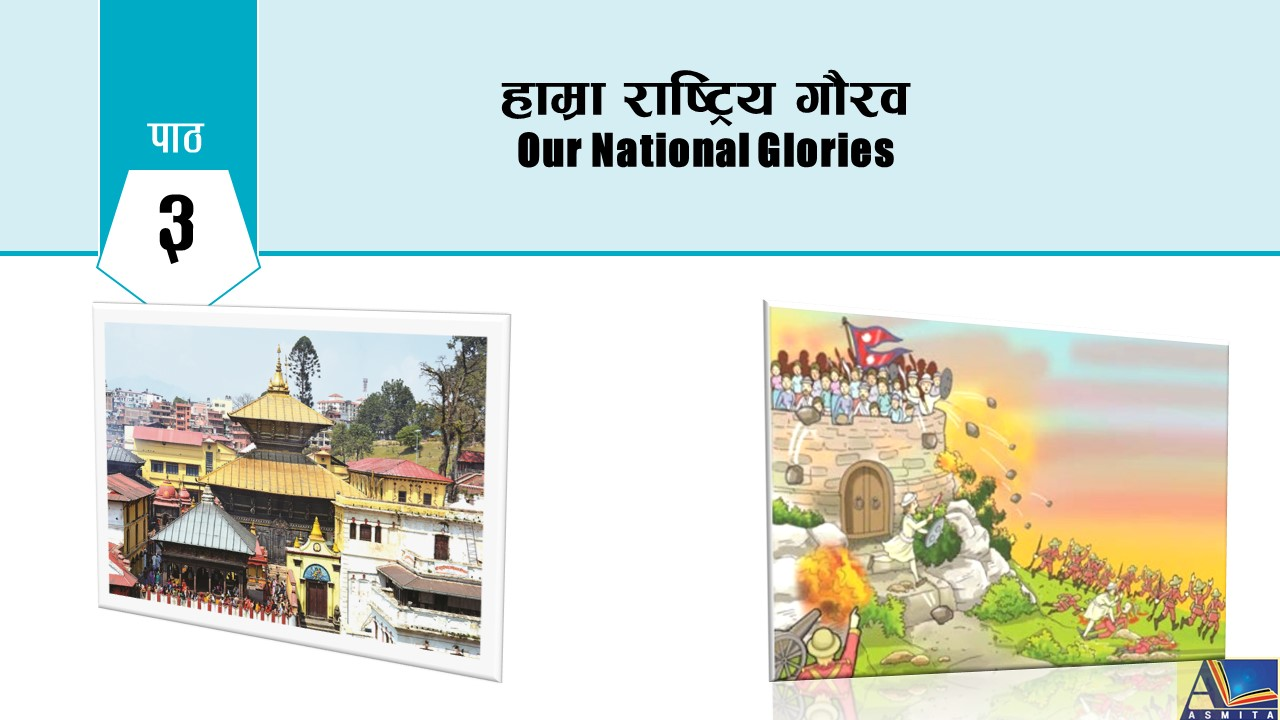 पाठ
३
हाम्रा राष्ट्रिय गौरव
Our National Glories
ASMITA